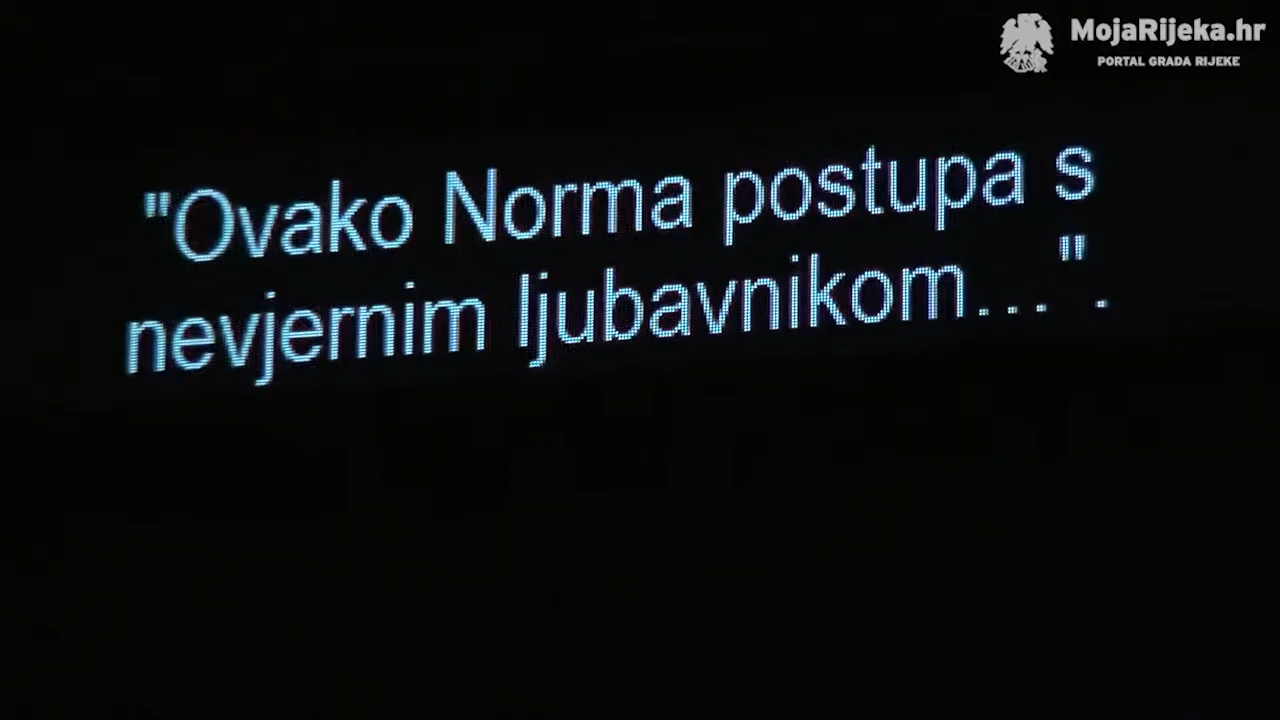 MojaRijeka.hr
PORTAL GRADA RIJEKE
"Ovako Norma postupa s
nevjernim ljubavnikom...".